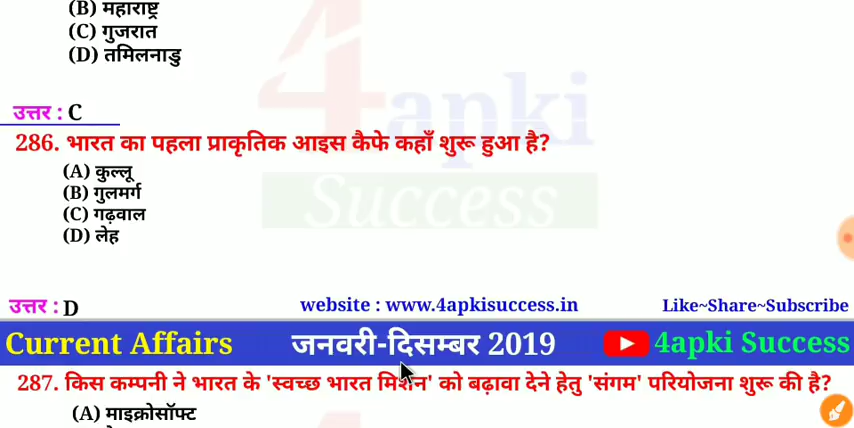 (B) महाराष्ट्र
(C) गुजरात
(D) तमिलनाडु
उत्तर : C
286. भारत का पहला प्राकृतिक आइस कैफे कहाँ शुरू हुआ है?
(A) कुल्लू
(B) गुलमर्ग
(C) गढ़वाल
(D) लेह
4apki
Success
उत्तर : D website : www.4apkisuccess.in Like~Share~Subscribe
Current Affairs जनवरी-दिसम्बर 2019 4apki Success
287. किस कम्पनी ने भारत के 'स्वच्छ भारत मिशन' को बढ़ावा देने हेतु 'संगम' परियोजना शुरू की है?
(A) माइक्रोसॉफ्ट